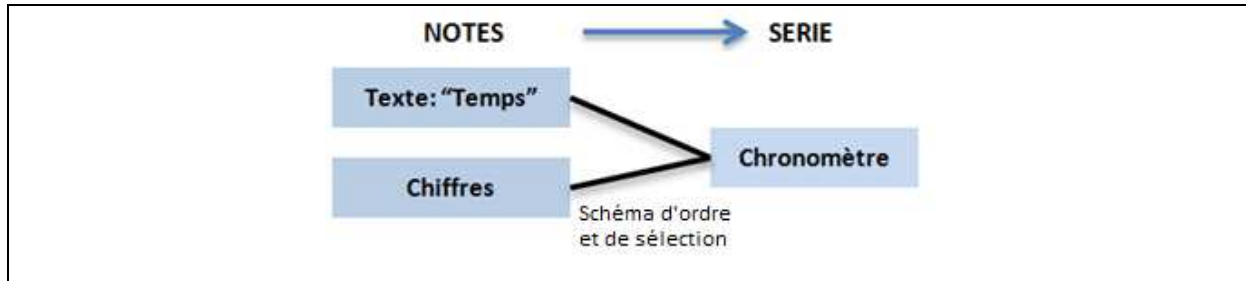 NOTES SERIE
Texte: “Temps”
Chronomètre
Chiffres
Schéma d'ordre
et de sélection